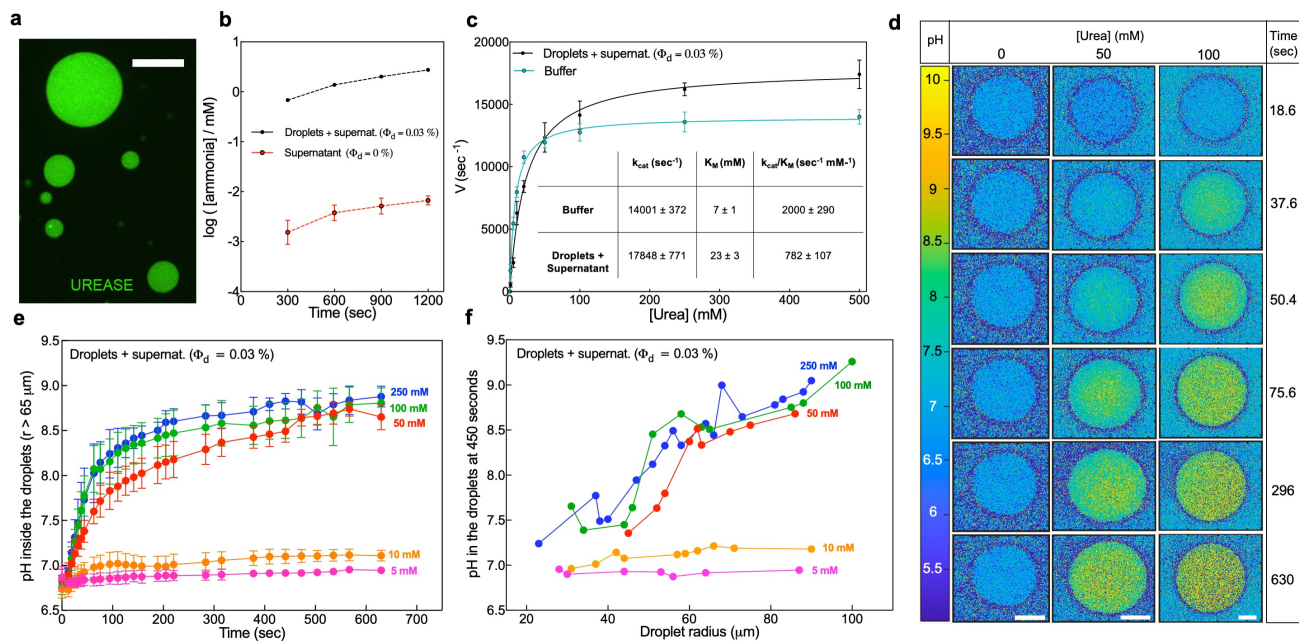 a
UREASE
b
log ( [ammonia] / mM)
1
0
-1
-2
-3
-4
Droplets + supernat. (Φd = 0.03 %)
Supernatant (Φd = 0 %)
300 600 900 1200
Time (sec)
c
V (sec⁻¹)
20000
16000
12000
8000
4000
0
Droplets + supernat. (Φd = 0.03 %)
Buffer
kcat (sec⁻¹) KM (mM) kcat/KM (sec⁻¹ mM-¹)
Buffer 14001 ± 372 7 ± 1 2000 ± 290
Droplets + Supernatant 17848 ± 771 23 ± 3 782 ± 107
0 100 200 300 400 500
[Urea] (mM)
d
pH [Urea] (mM) Time (sec)
0 50 100
10
9.5
9
8.5
8
7.5
7
6.5
6
5.5
18.6
37.6
50.4
75.6
296
630
e
pH inside the droplets (r > 65 μm)
Droplets + supernat. (Φd = 0.03 %)
9.5
9.0
8.5
8.0
7.5
7.0
6.5
250 mM
100 mM
50 mM
10 mM
5 mM
0 100 200 300 400 500 600 700
Time (sec)
f
pH in the droplets at 450 seconds
Droplets + supernat. (Φd = 0.03 %)
9.5
9.0
8.5
8.0
7.5
7.0
6.5
250 mM
100 mM
50 mM
10 mM
5 mM
20 40 60 80 100
Droplet radius (μm)